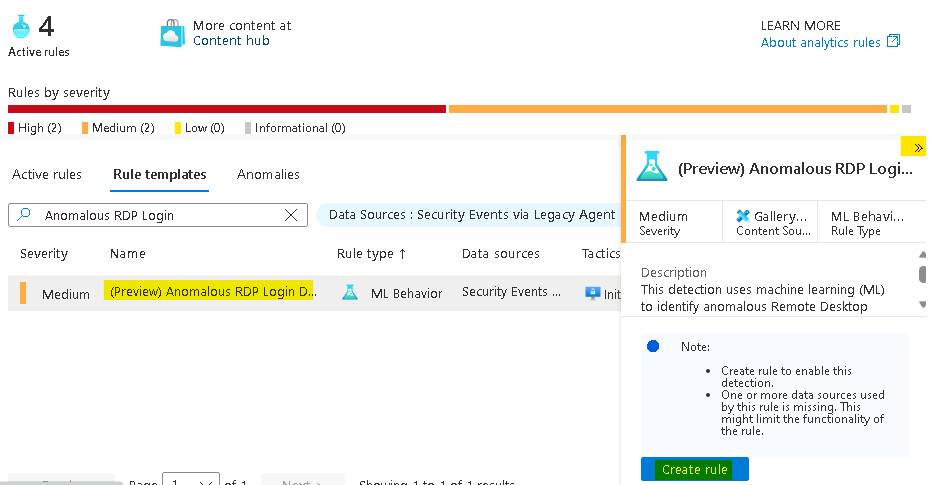 4
Active rules
More content at
Content hub
LEARN MORE
About analytics rules
Rules by severity
High (2) Medium (2) Low (0) Informational (0)
Active rules Rule templates Anomalies
Anomalous RDP Login
Data Sources : Security Events via Legacy Agent
Severity Name Rule type ↑ Data sources Tactics
Medium (Preview) Anomalous RDP Login D... ML Behavior Security Events ... Init
»
(Preview) Anomalous RDP Logi...
Medium Gallery... ML Behavi...
Severity Content Sou... Rule Type
Description
This detection uses machine learning (ML)
to identify anomalous Remote Desktop
Note:
• Create rule to enable this
detection.
• One or more data sources used
by this rule is missing. This
might limit the functionality of
the rule.
Create rule
Page 1 of 1 Next > Showing 1 to 1 of 1 results